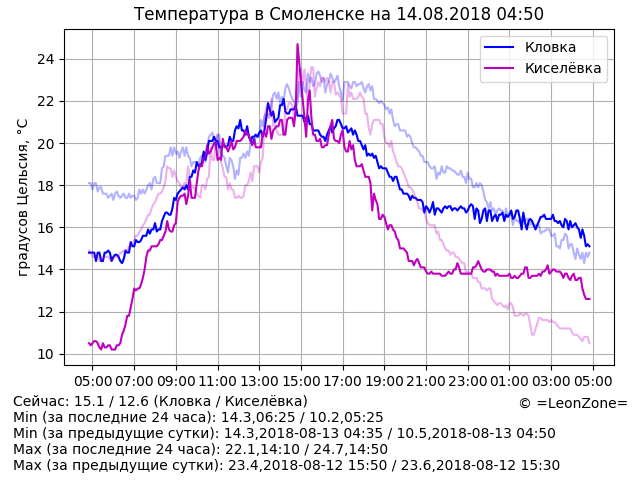 Температура в Смоленске на 14.08.2018 04:50
градусов Цельсия, °C
24
22
20
18
16
14
12
10
Кловка
Киселёвка
05:00 07:00 09:00 11:00 13:00 15:00 17:00 19:00 21:00 23:00 01:00 03:00 05:00
Сейчас: 15.1 / 12.6 (Кловка / Киселёвка)
© =LeonZone=
Min (за последние 24 часа): 14.3,06:25 / 10.2,05:25
Min (за предыдущие сутки): 14.3,2018-08-13 04:35 / 10.5,2018-08-13 04:50
Max (за последние 24 часа): 22.1,14:10 / 24.7,14:50
Max (за предыдущие сутки): 23.4,2018-08-12 15:50 / 23.6,2018-08-12 15:30